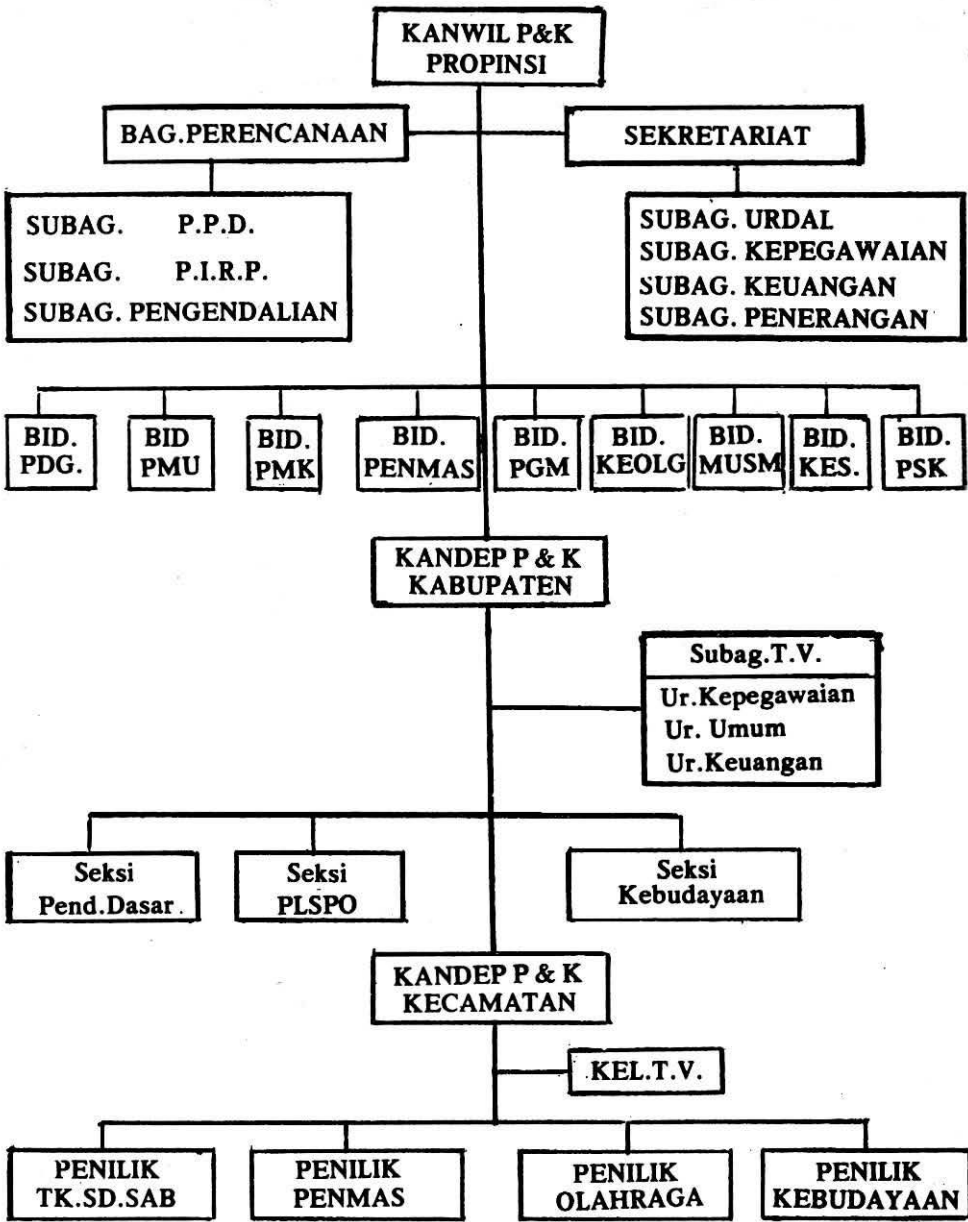 KANWIL P&K
PROPINSI
BAG.PERENCANAAN
SEKRETARIAT
SUBAG. P.P.D.
SUBAG. P.I.R.P.
SUBAG. PENGENDALIAN
SUBAG. URDAL
SUBAG. KEPEGAWAIAN
SUBAG. KEUANGAN
SUBAG. PENERANGAN
BID.
PDG.
BID
PMU
BID.
PMK
BID.
PENMAS
BID.
PGM
BID.
KEOLG
BID.
MUSM
BID.
KES.
BID.
PSK
KANDEP P & K
KABUPATEN
Subag.T.V.
Ur.Kepegawaian
Ur. Umum
Ur.Keuangan
Seksi
Pend.Dasar.
Seksi
PLSPO
Seksi
Kebudayaan
KANDEP P & K
KECAMATAN
KEL.T.V.
PENILIK
TK.SD.SAB
PENILIK
PENMAS
PENILIK
OLAHRAGA
PENILIK
KEBUDAYAAN